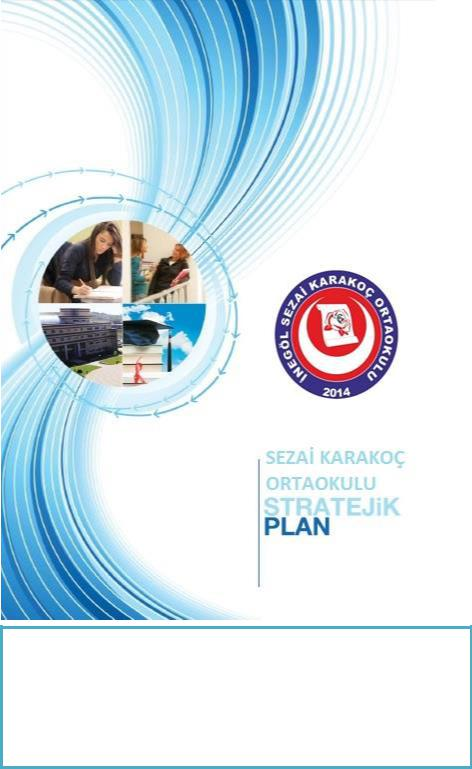 İNEGÖL SEZAİ KARAKOÇ ORTAOKULU
2014
SEZAİ KARAKOÇ
ORTAOKULU
STRATEJiK
PLAN